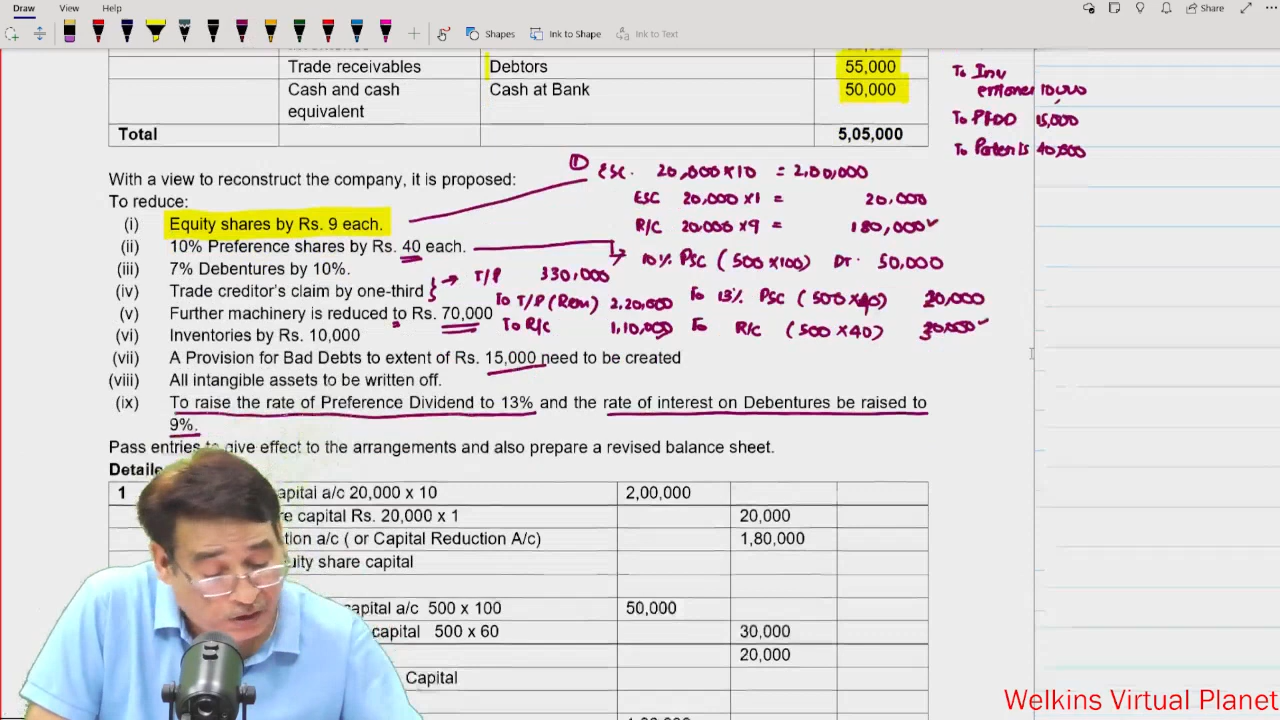 Draw View Help
Shapes Ink to Shape Ink to Text Share
Trade receivables Debtors 55,000
Cash and cash equivalent Cash at Bank 50,000
Total 5,05,000
To Inv
entories 10,000
To PFDD 15,000
To Patents 40,000
With a view to reconstruct the company, it is proposed:
To reduce:
(i) Equity shares by Rs. 9 each.
(ii) 10% Preference shares by Rs. 40 each.
(iii) 7% Debentures by 10%.
(iv) Trade creditor's claim by one-third
(v) Further machinery is reduced to Rs. 70,000
(vi) Inventories by Rs. 10,000
(vii) A Provision for Bad Debts to extent of Rs. 15,000 need to be created
(viii) All intangible assets to be written off.
(ix) To raise the rate of Preference Dividend to 13% and the rate of interest on Debentures be raised to
9%.
① ESC. 20,000 x 10 = 2,00,000
ESC 20,000 x 1 = 20,000
R/C 20,000 x 9 = 180,000
10% PSC (500 x 100) Dr. 50,000
To 13% PSC (500 x 40)
To R/C (500 x 40)
T/P 330,000
To T/P (Rem) 2,20,000
To R/C 1,10,000
Pass entries to give effect to the arrangements and also prepare a revised balance sheet.
Detaile
1 apital a/c 20,000 x 10 2,00,000
re capital Rs. 20,000 x 1 20,000
tion a/c ( or Capital Reduction A/c) 1,80,000
uity share capital
apital a/c 500 x 100 50,000
capital 500 x 60 30,000
20,000
Capital
Welkins Virtual Planet